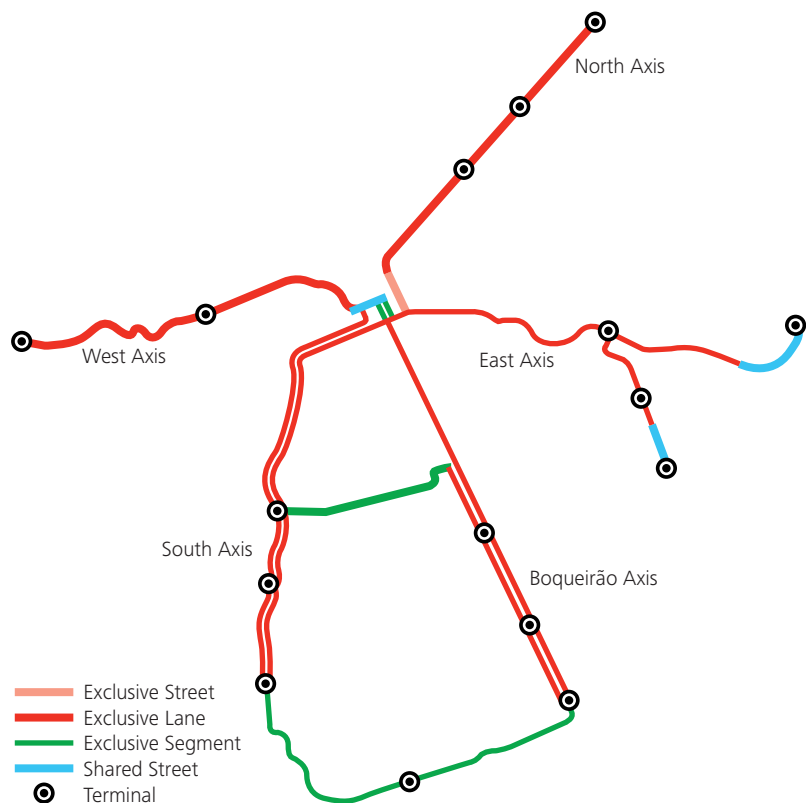 North Axis
West Axis
East Axis
South Axis
Boqueirão Axis
Exclusive Street
Exclusive Lane
Exclusive Segment
Shared Street
Terminal